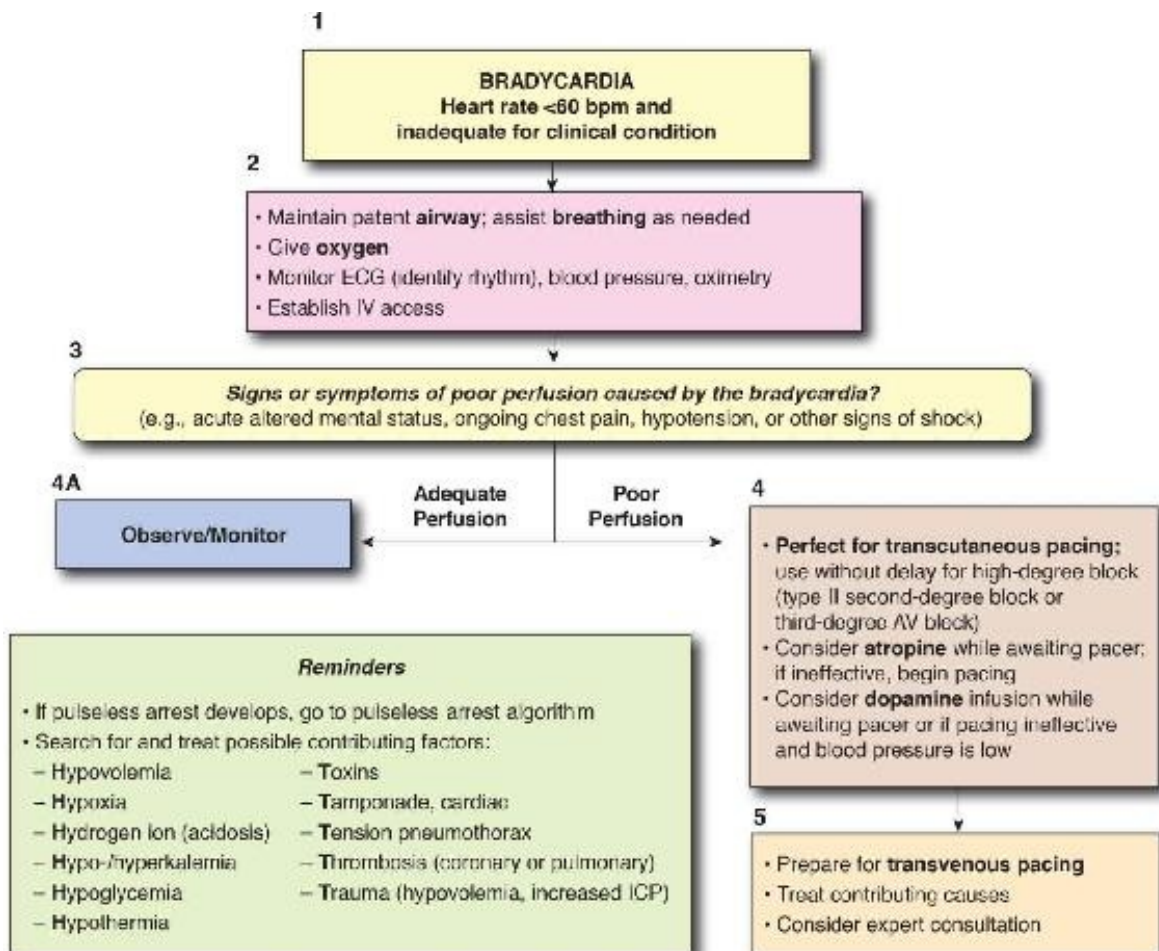 1
BRADYCARDIA
Heart rate <60 bpm and
inadequate for clinical condition
2
• Maintain patent airway; assist breathing as needed
• Give oxygen
• Monitor ECG (identify rhythm), blood pressure, oximetry
• Establish IV access
3
Signs or symptoms of poor perfusion caused by the bradycardia?
(e.g., acute altered mental status, ongoing chest pain, hypotension, or other signs of shock)
4A
Observe/Monitor
Adequate
Perfusion
Poor
Perfusion
4
• Perfect for transcutaneous pacing;
use without delay for high-degree block
(type II second-degree block or
third-degree AV block)
• Consider atropine while awaiting pacer;
if ineffective, begin pacing
• Consider dopamine infusion while
awaiting pacer or if pacing ineffective
and blood pressure is low
Reminders
• If pulseless arrest develops, go to pulseless arrest algorithm
• Search for and treat possible contributing factors:
– Hypovolemia
– Hypoxia
– Hydrogen ion (acidosis)
– Hypo-/hyperkalemia
– Hypoglycemia
– Hypothermia
– Toxins
– Tamponade, cardiac
– Tension pneumothorax
– Thrombosis (coronary or pulmonary)
– Trauma (hypovolemia, increased ICP)
5
• Prepare for transvenous pacing
• Treat contributing causes
• Consider expert consultation